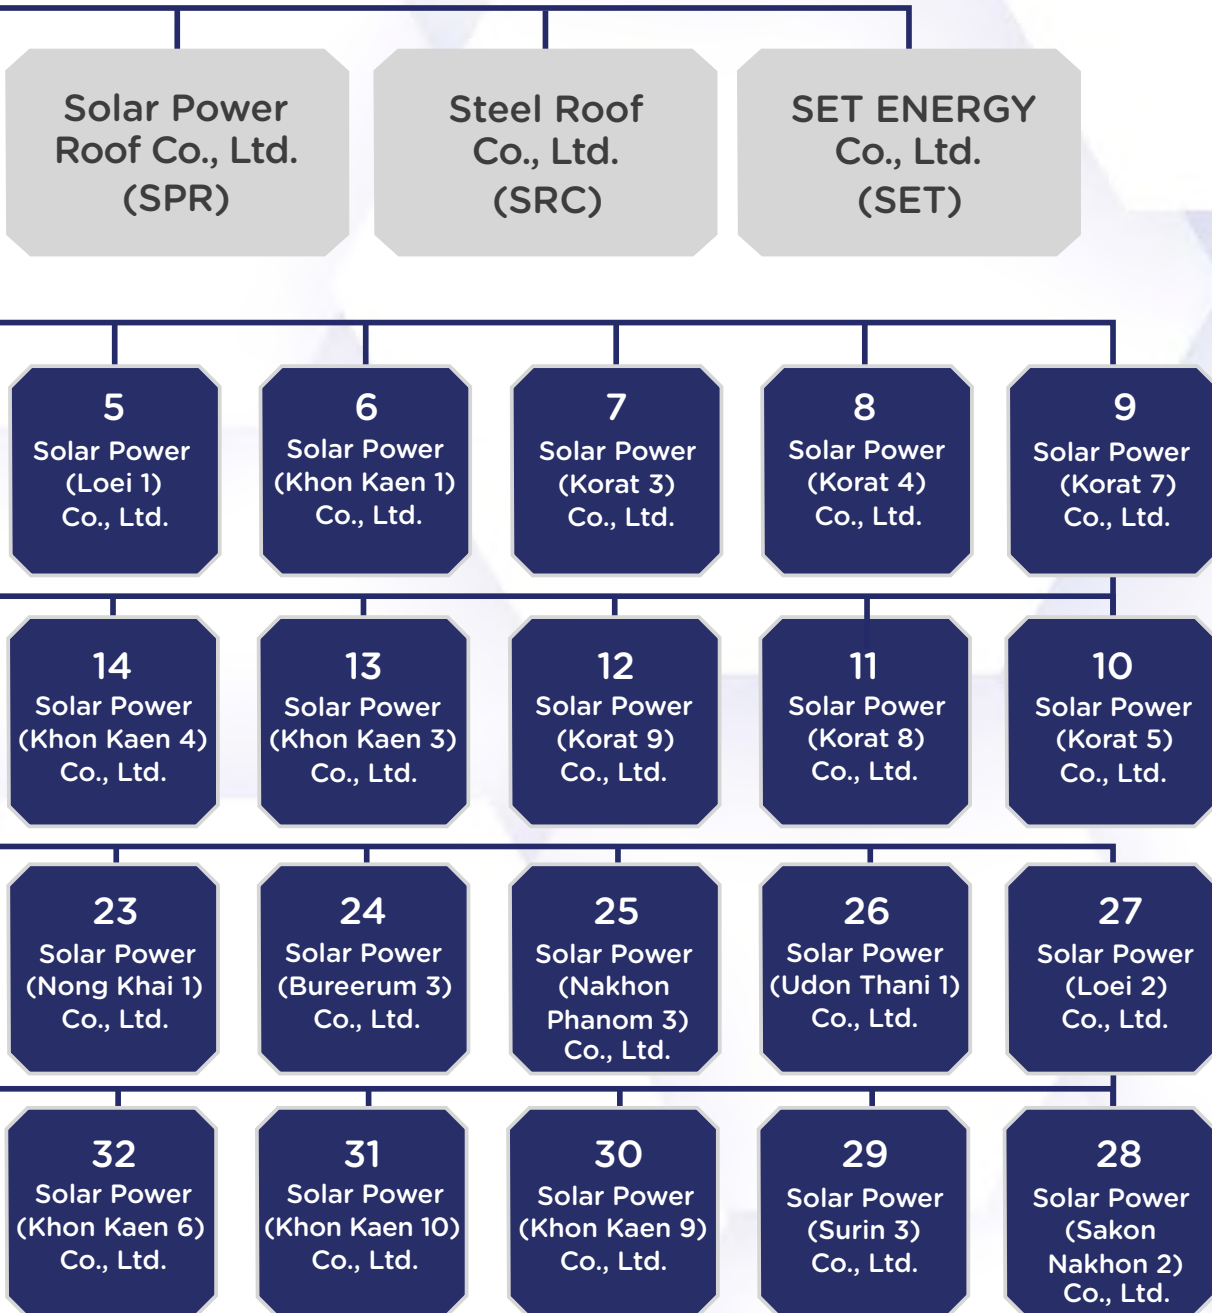 Solar Power
Roof Co., Ltd.
(SPR)
Steel Roof
Co., Ltd.
(SRC)
SET ENERGY
Co., Ltd.
(SET)
5
Solar Power
(Loei 1)
Co., Ltd.
6
Solar Power
(Khon Kaen 1)
Co., Ltd.
7
Solar Power
(Korat 3)
Co., Ltd.
8
Solar Power
(Korat 4)
Co., Ltd.
9
Solar Power
(Korat 7)
Co., Ltd.
14
Solar Power
(Khon Kaen 4)
Co., Ltd.
13
Solar Power
(Khon Kaen 3)
Co., Ltd.
12
Solar Power
(Korat 9)
Co., Ltd.
11
Solar Power
(Korat 8)
Co., Ltd.
10
Solar Power
(Korat 5)
Co., Ltd.
23
Solar Power
(Nong Khai 1)
Co., Ltd.
24
Solar Power
(Bureerum 3)
Co., Ltd.
25
Solar Power
(Nakhon
Phanom 3)
Co., Ltd.
26
Solar Power
(Udon Thani 1)
Co., Ltd.
27
Solar Power
(Loei 2)
Co., Ltd.
32
Solar Power
(Khon Kaen 6)
Co., Ltd.
31
Solar Power
(Khon Kaen 10)
Co., Ltd.
30
Solar Power
(Khon Kaen 9)
Co., Ltd.
29
Solar Power
(Surin 3)
Co., Ltd.
28
Solar Power
(Sakon
Nakhon 2)
Co., Ltd.